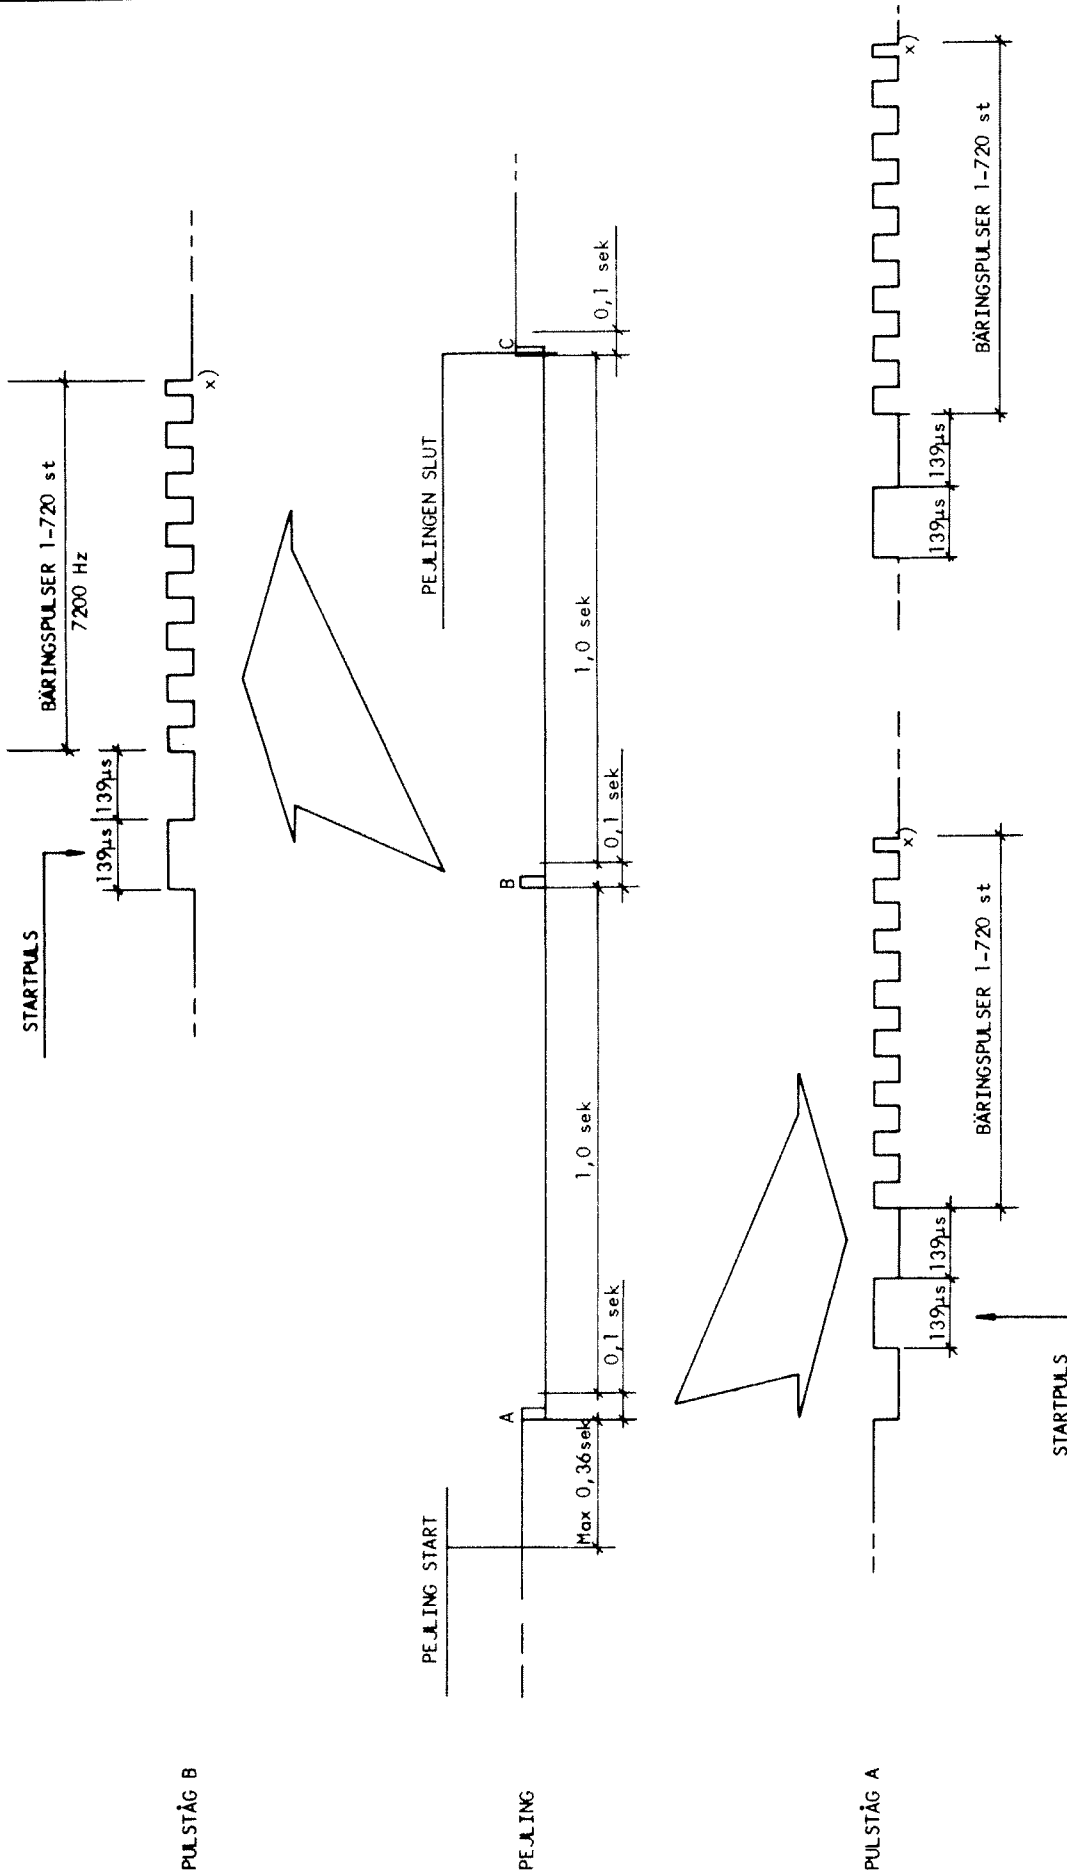 STARTPULS
139µs
139µs
BÄRINGSPULSER 1-720 st
7200 Hz
x)
PULSTÅG B
PEJLING START
PEJLINGEN SLUT
PEJLING
A
B
C
Max 0,36sek
0,1 sek
1,0 sek
0,1 sek
1,0 sek
0,1 sek
PULSTÅG A
x)
x)
139µs
139µs
BÄRINGSPULSER 1-720 st
139µs
139µs
BÄRINGSPULSER 1-720 st
STARTPULS